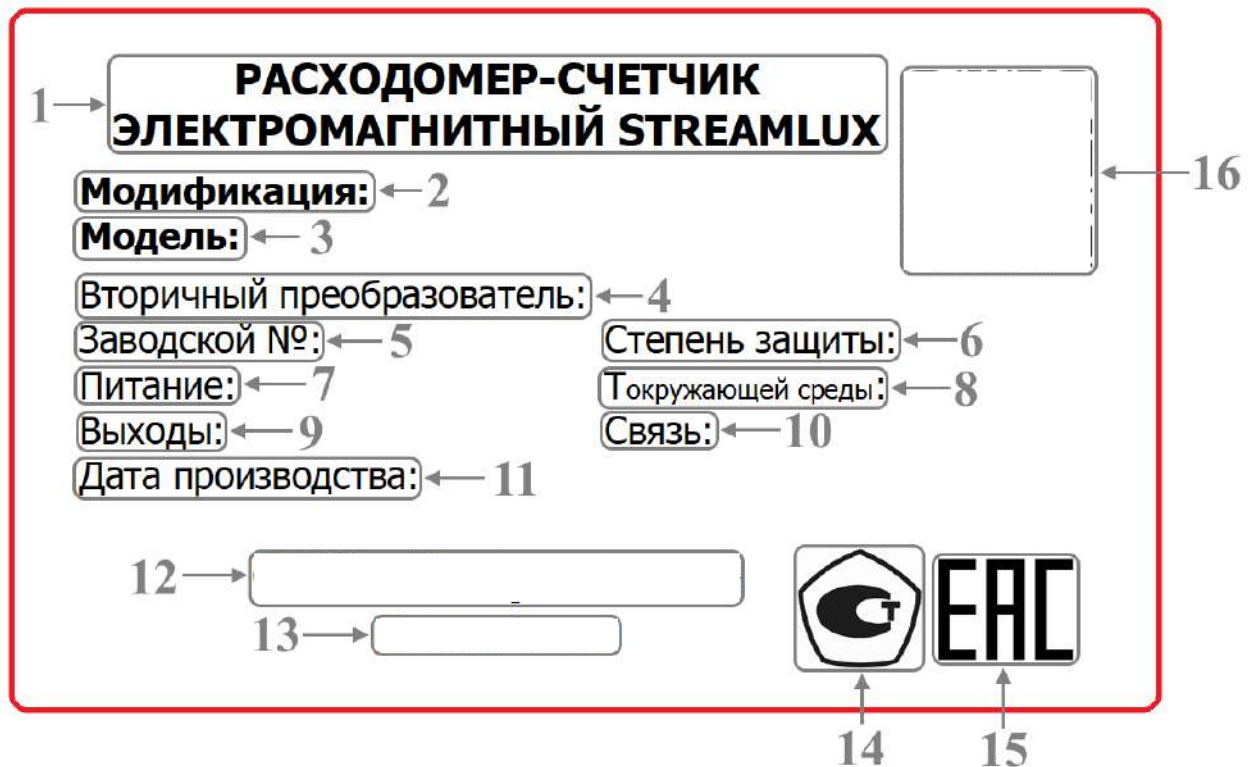 РАСХОДОМЕР-СЧЕТЧИК
1
ЭЛЕКТРОМАГНИТНЫЙ STREAMLUX
16
Модификация: 2
Модель: 3
Вторичный преобразователь: 4
Заводской №: 5 Степень защиты: 6
Питание: 7 Токружающей среды: 8
Выходы: 9 Связь: 10
Дата производства: 11
12
13
Ст EAC
14 15